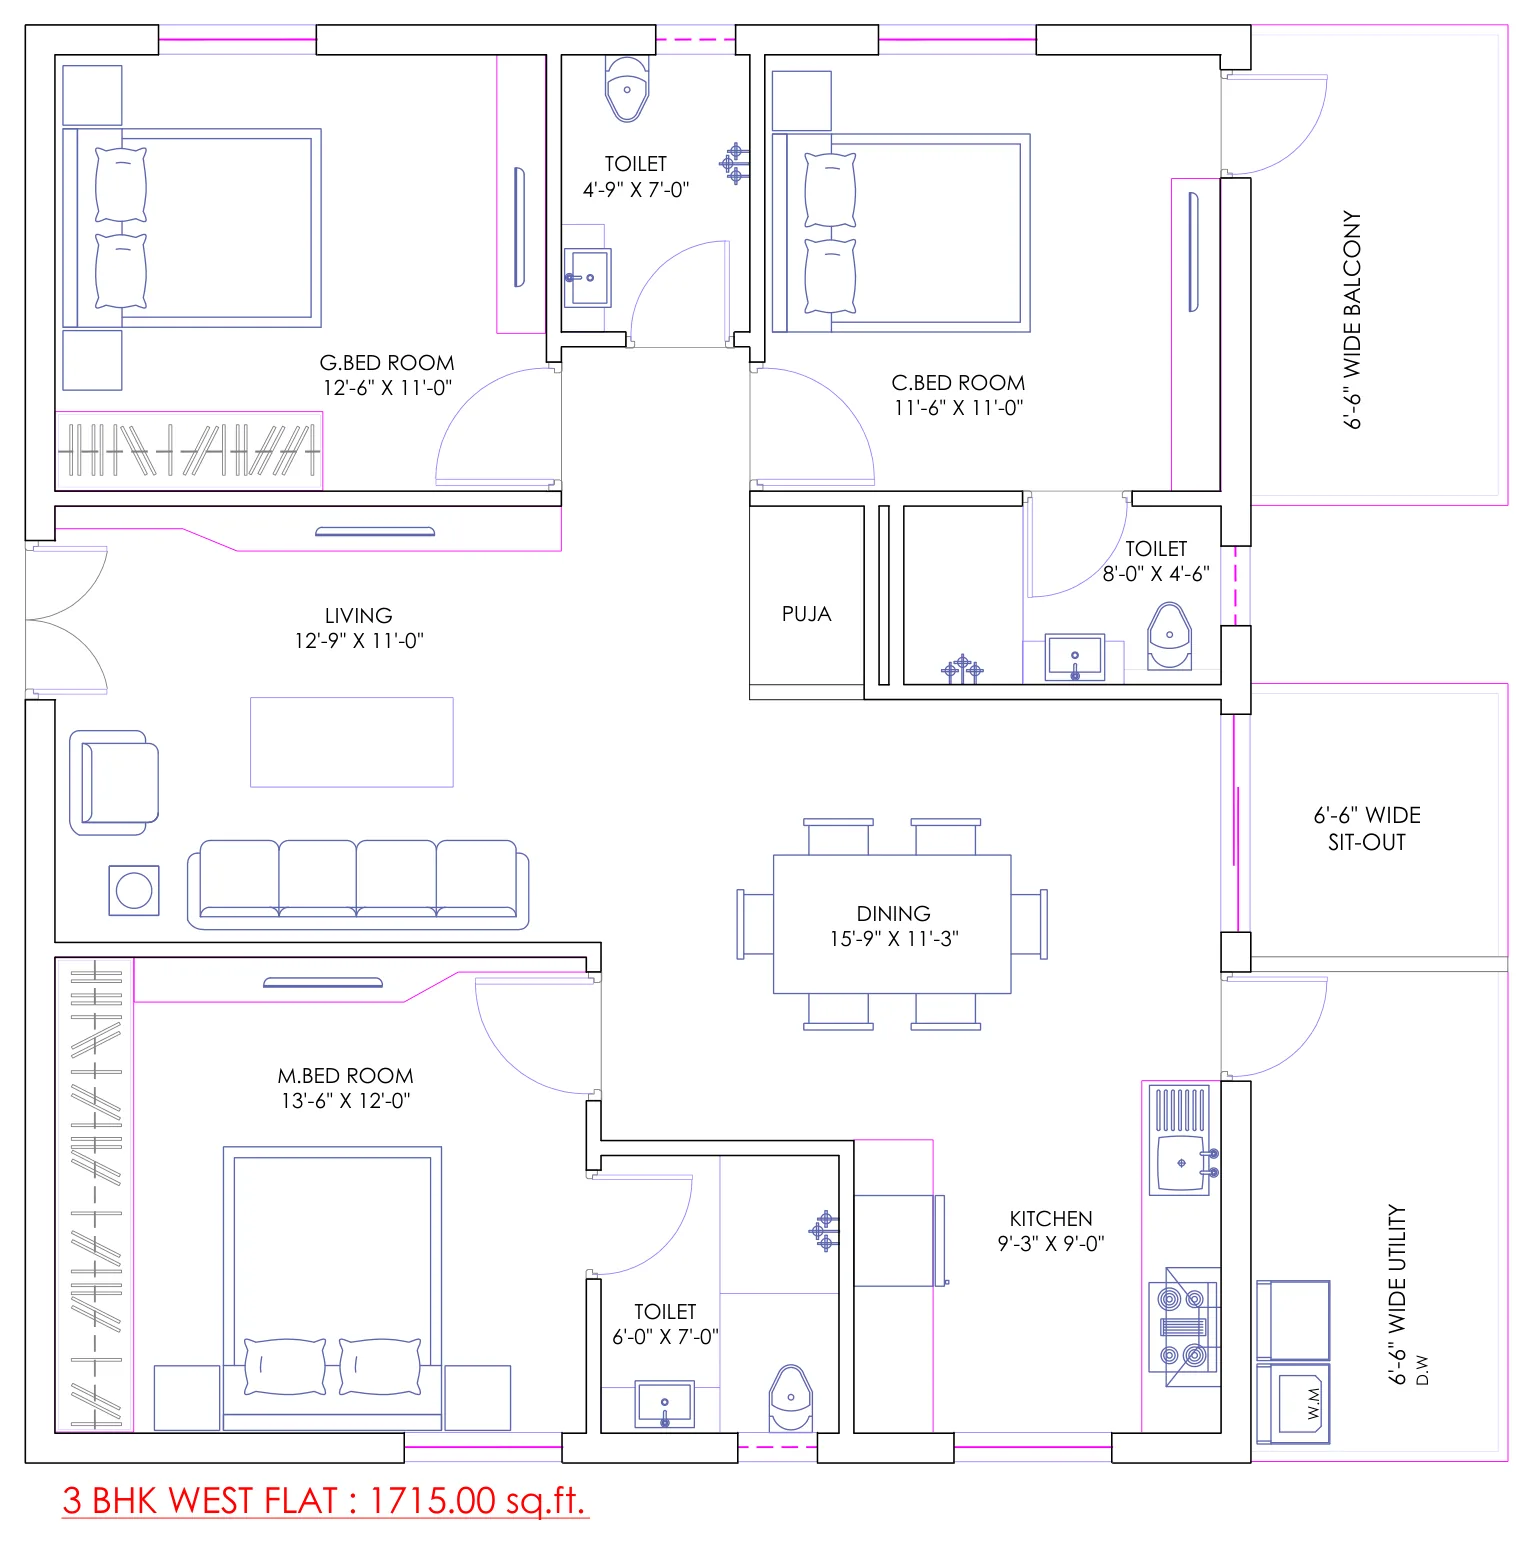 TOILET
4'-9" X 7'-0"
G.BED ROOM
12'-6" X 11'-0"
C.BED ROOM
11'-6" X 11'-0"
6'-6" WIDE BALCONY
LIVING
12'-9" X 11'-0"
PUJA
TOILET
8'-0" X 4'-6"
6'-6" WIDE
SIT-OUT
DINING
15'-9" X 11'-3"
M.BED ROOM
13'-6" X 12'-0"
TOILET
6'-0" X 7'-0"
KITCHEN
9'-3" X 9'-0"
6'-6" WIDE UTILITY
D.W
W.M
3 BHK WEST FLAT : 1715.00 sq.ft.